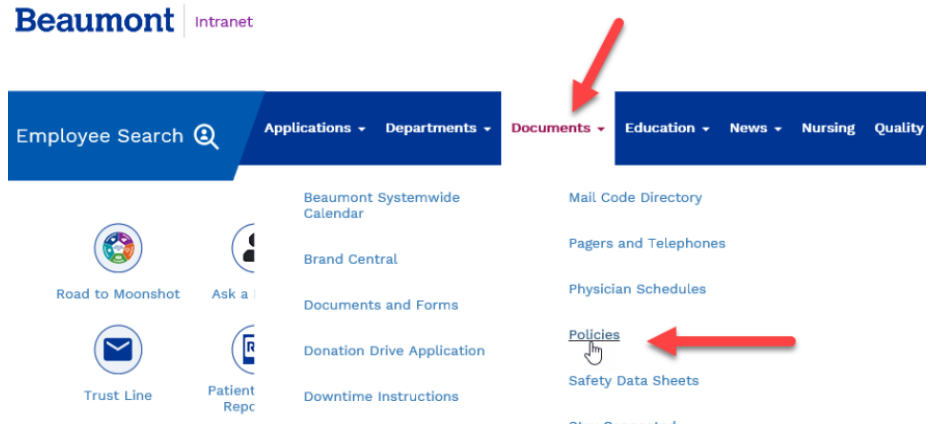 Beaumont Intranet
Employee Search
Applications Departments Documents Education News Nursing Quality
Beaumont Systemwide
Calendar
Brand Central
Documents and Forms
Donation Drive Application
Downtime Instructions
Mail Code Directory
Pagers and Telephones
Physician Schedules
Policies
Safety Data Sheets
Road to Moonshot
Ask a
Trust Line
Patient